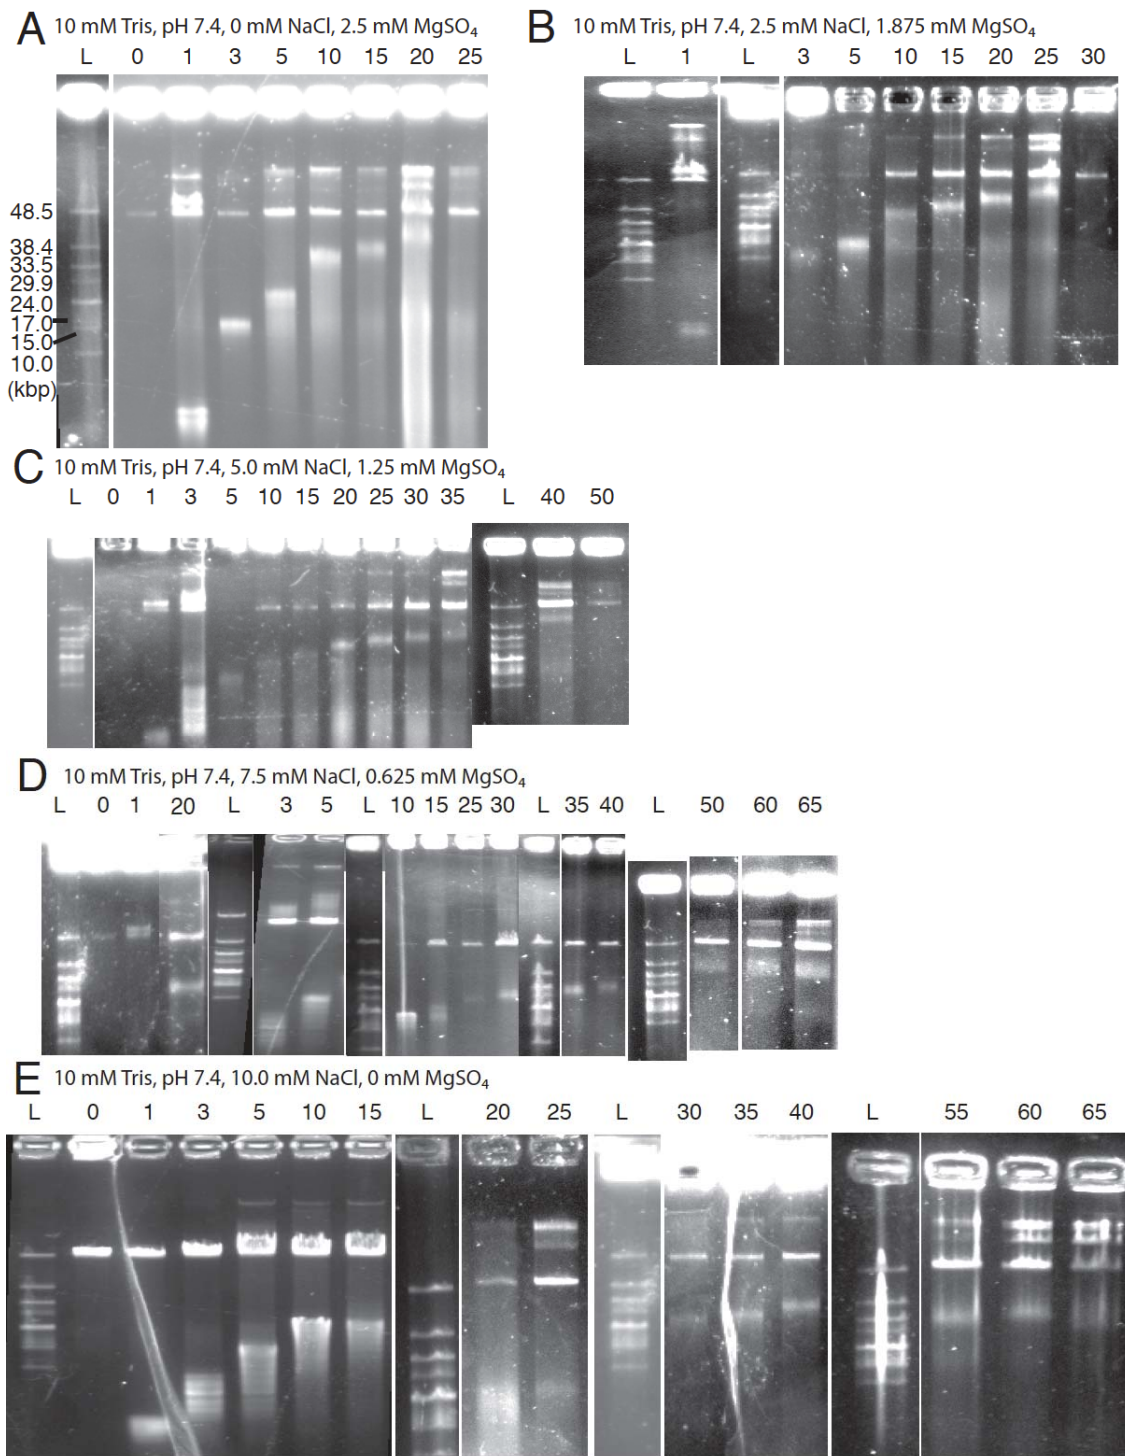 A 10 mM Tris, pH 7.4, 0 mM NaCl, 2.5 mM MgSO₄
L 0 1 3 5 10 15 20 25
48.5
38.4
33.5
29.9
24.0
17.0
15.0
10.0
(kbp)
B 10 mM Tris, pH 7.4, 2.5 mM NaCl, 1.875 mM MgSO₄
L 1 L 3 5 10 15 20 25 30
C 10 mM Tris, pH 7.4, 5.0 mM NaCl, 1.25 mM MgSO₄
L 0 1 3 5 10 15 20 25 30 35 L 40 50
D 10 mM Tris, pH 7.4, 7.5 mM NaCl, 0.625 mM MgSO₄
L 0 1 20 L 3 5 L 10 15 25 30 L 35 40 L 50 60 65
E 10 mM Tris, pH 7.4, 10.0 mM NaCl, 0 mM MgSO₄
L 0 1 3 5 10 15 L 20 25 L 30 35 40 L 55 60 65